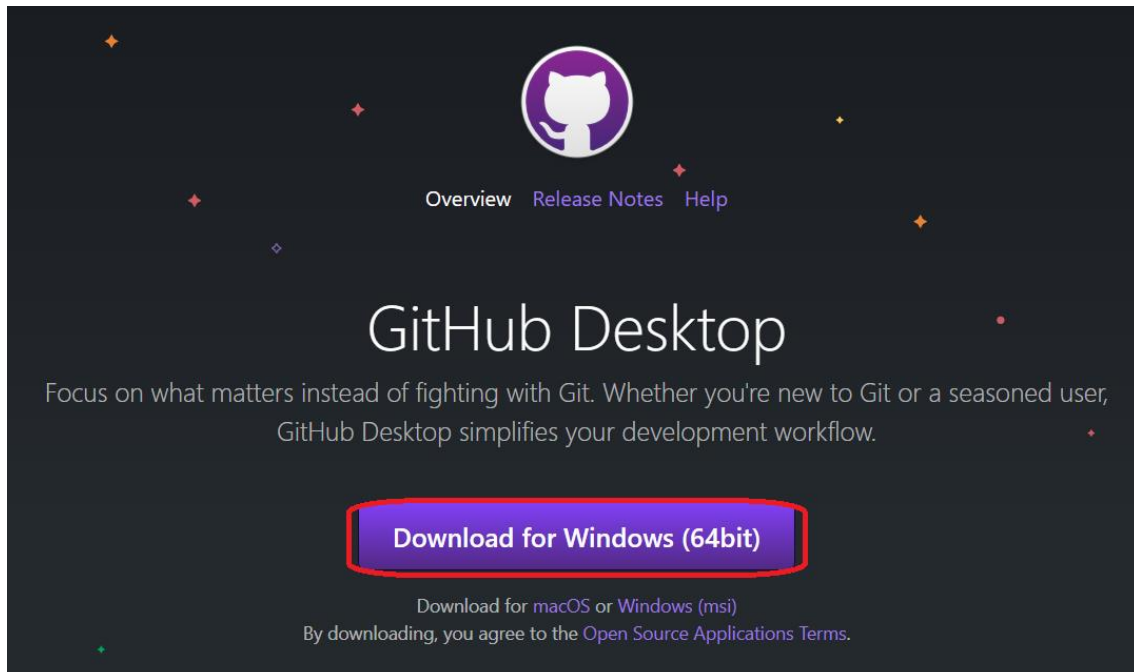 Overview Release Notes Help
GitHub Desktop
Focus on what matters instead of fighting with Git. Whether you're new to Git or a seasoned user,
GitHub Desktop simplifies your development workflow.
Download for Windows (64bit)
Download for macOS or Windows (msi)
By downloading, you agree to the Open Source Applications Terms.